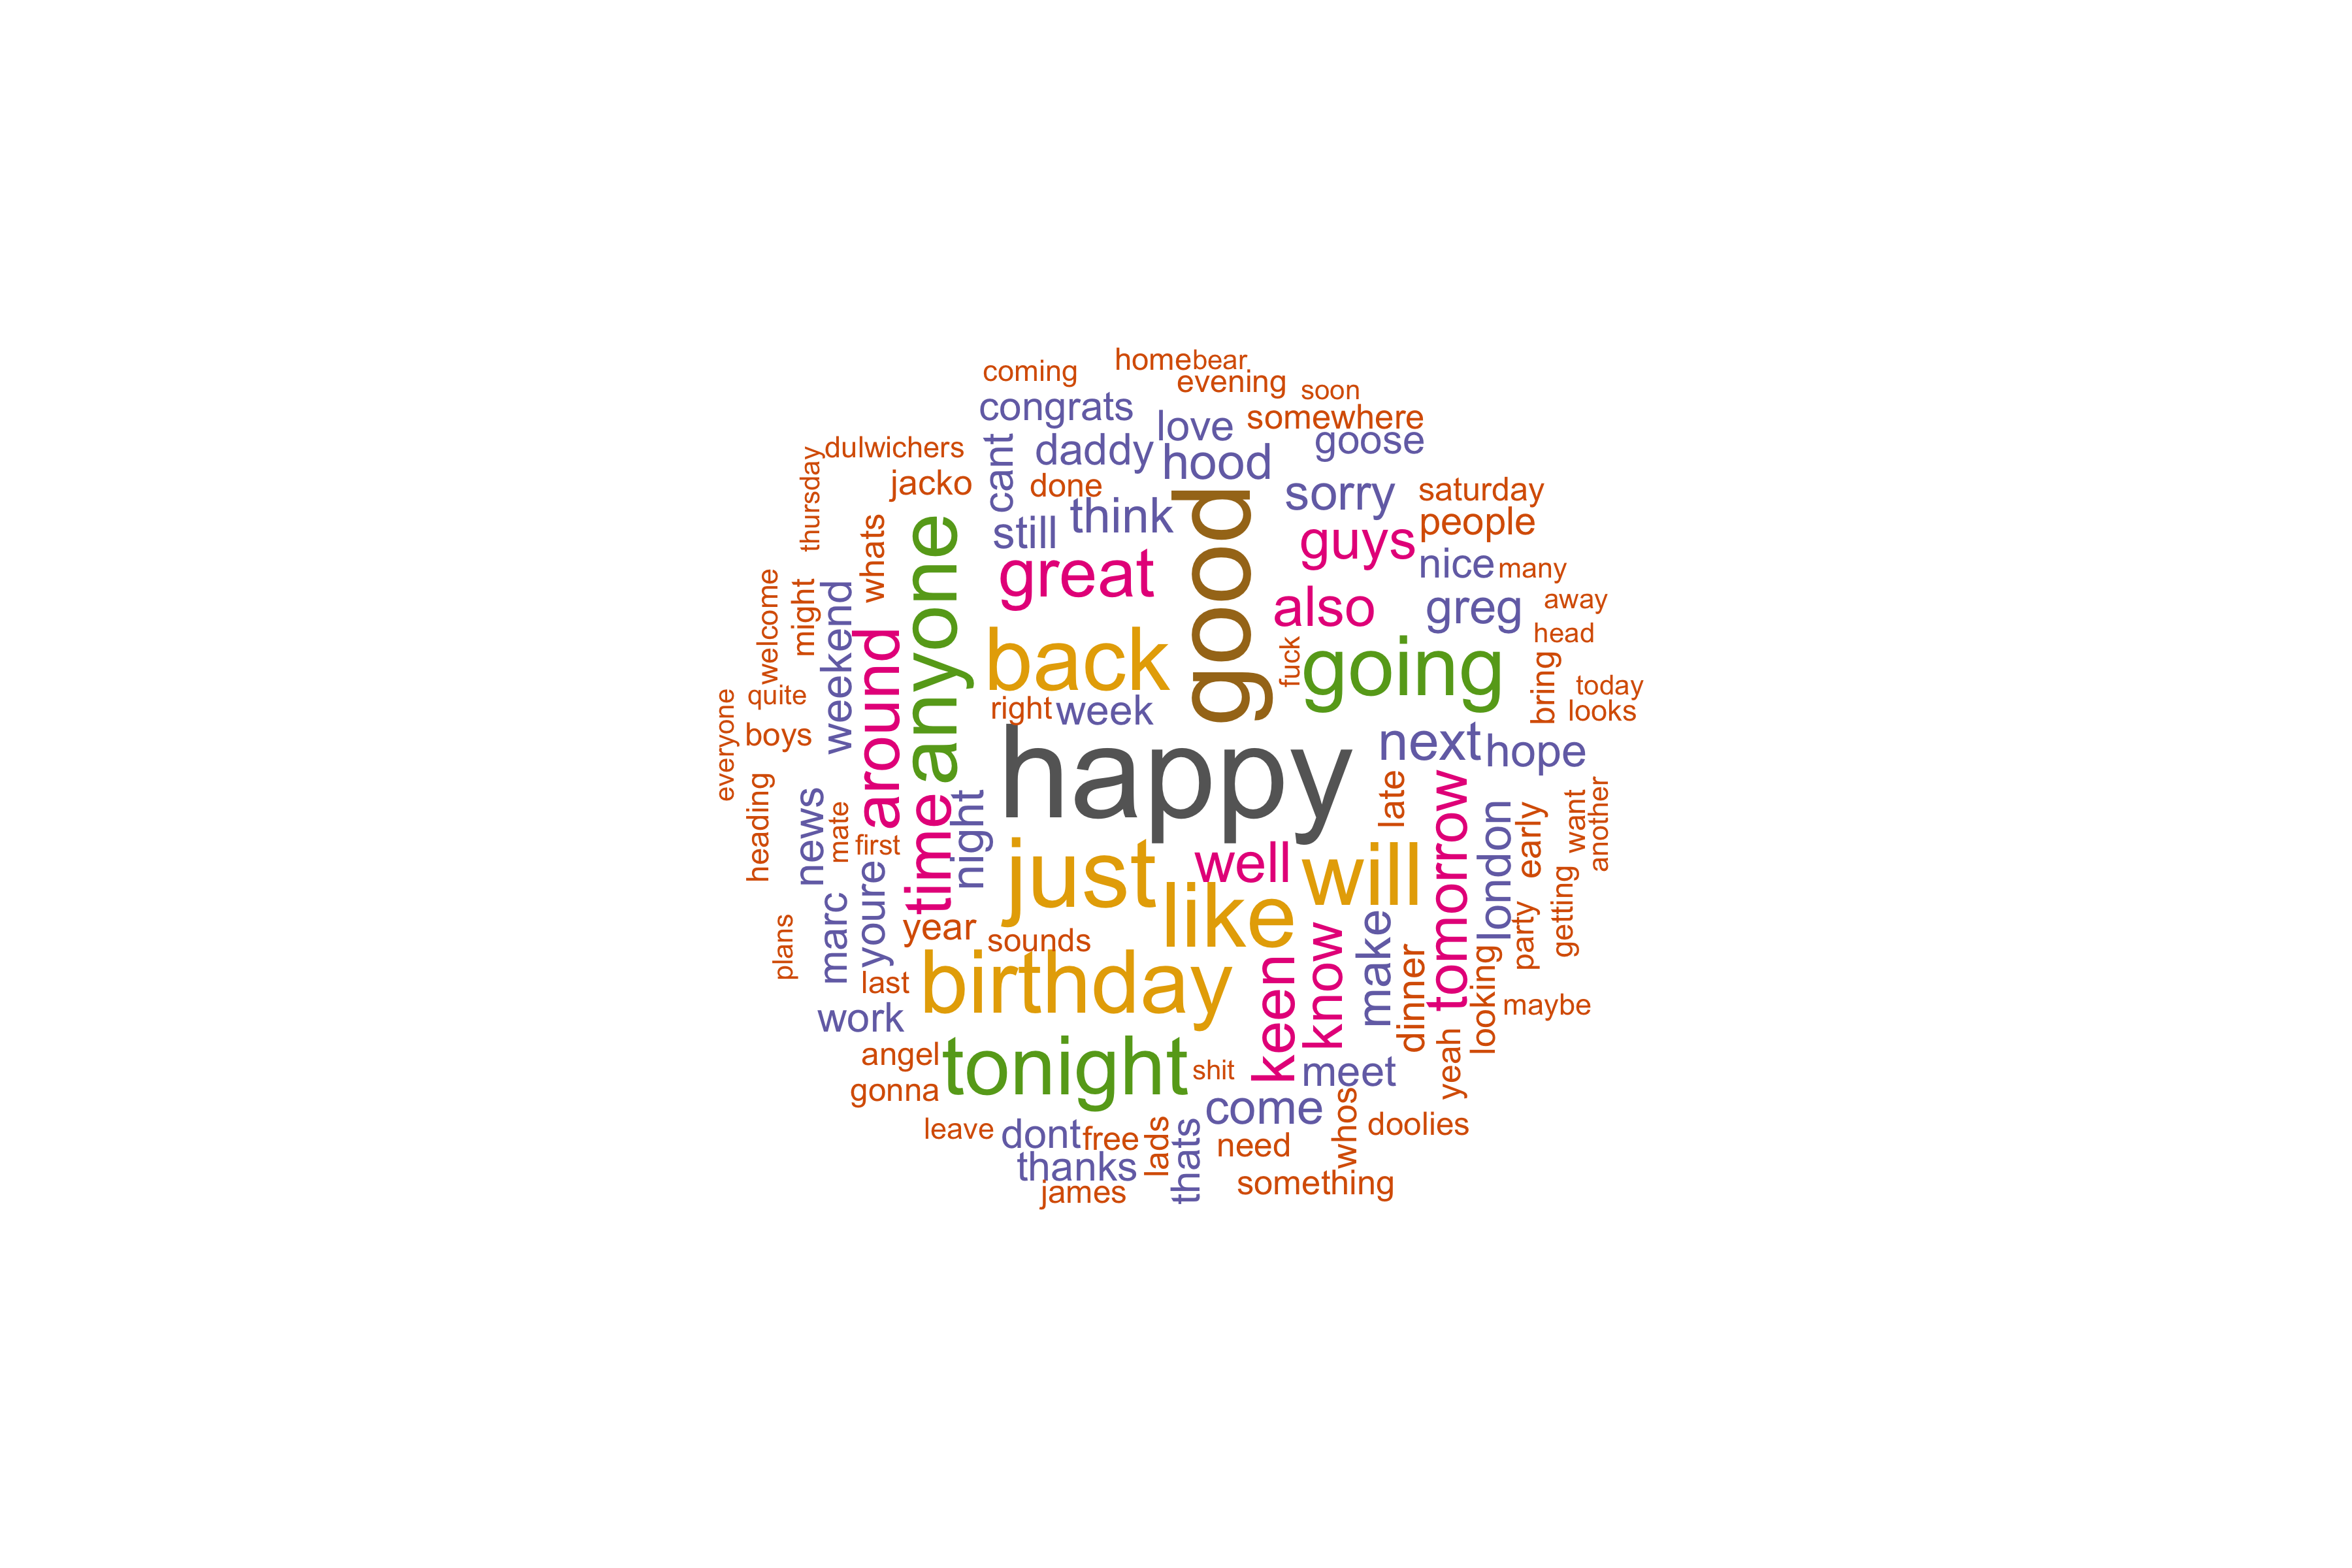 home
bear
coming
evening
soon
congrats
love
somewhere
dulwichers
cant
daddy
hood
goose
thursday
jacko
done
sorry
saturday
whats
still
think
good
guys
people
anyone
great
nice
many
welcome
might
weekend
also
greg
away
around
back
fuck
going
head
quite
right
week
bring
today
looks
everyone
boys
happy
next
hope
heading
news
mate
first
time
night
just
well
will
late
tomorrow
london
early
want
another
like
marc
youre
year
sounds
know
make
party
getting
plans
last
birthday
keen
dinner
looking
maybe
work
angel
tonight
shit
meet
yeah
gonna
come
whos
doolies
leave
dont
free
lads
thats
need
thanks
james
something